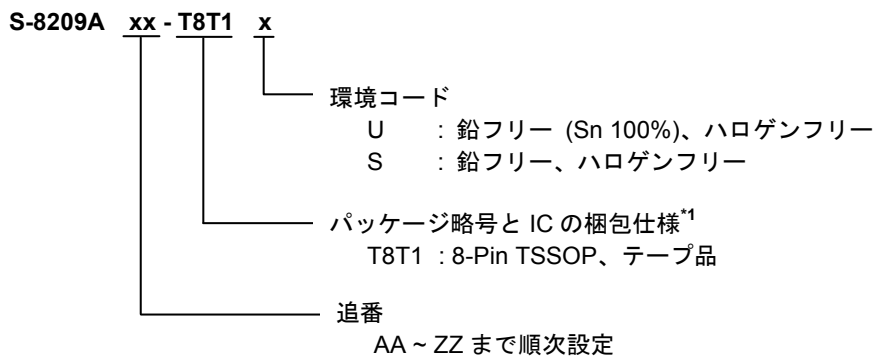 S-8209A xx - T8T1 x
環境コード
U : 鉛フリー (Sn 100%)、ハロゲンフリー
S : 鉛フリー、ハロゲンフリー
パッケージ略号と IC の梱包仕様*1
T8T1 : 8-Pin TSSOP、テープ品
追番
AA ~ ZZ まで順次設定